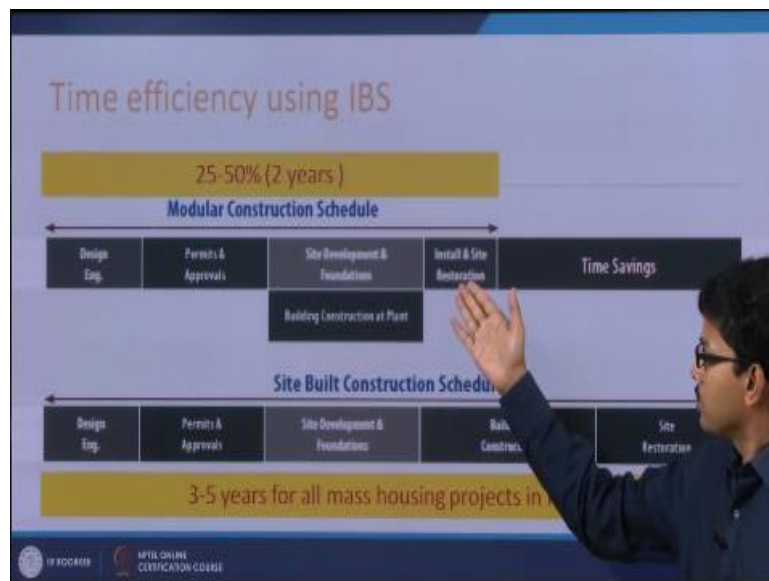 Time efficiency using IBS
25-50% (2 years )
Modular Construction Schedule
Design
Eng.
Permits &
Approvals
Site Development &
Foundations
Install & Site
Restoration
Time Savings
Building Construction at Plant
Site Built Construction
Design
Eng.
Permits &
Approvals
Site Development &
Foundations
Site
Restoration
3-5 years for all mass housing projects in
IIT ROORKEE
NPTEL ONLINE
CERTIFICATION COURSE